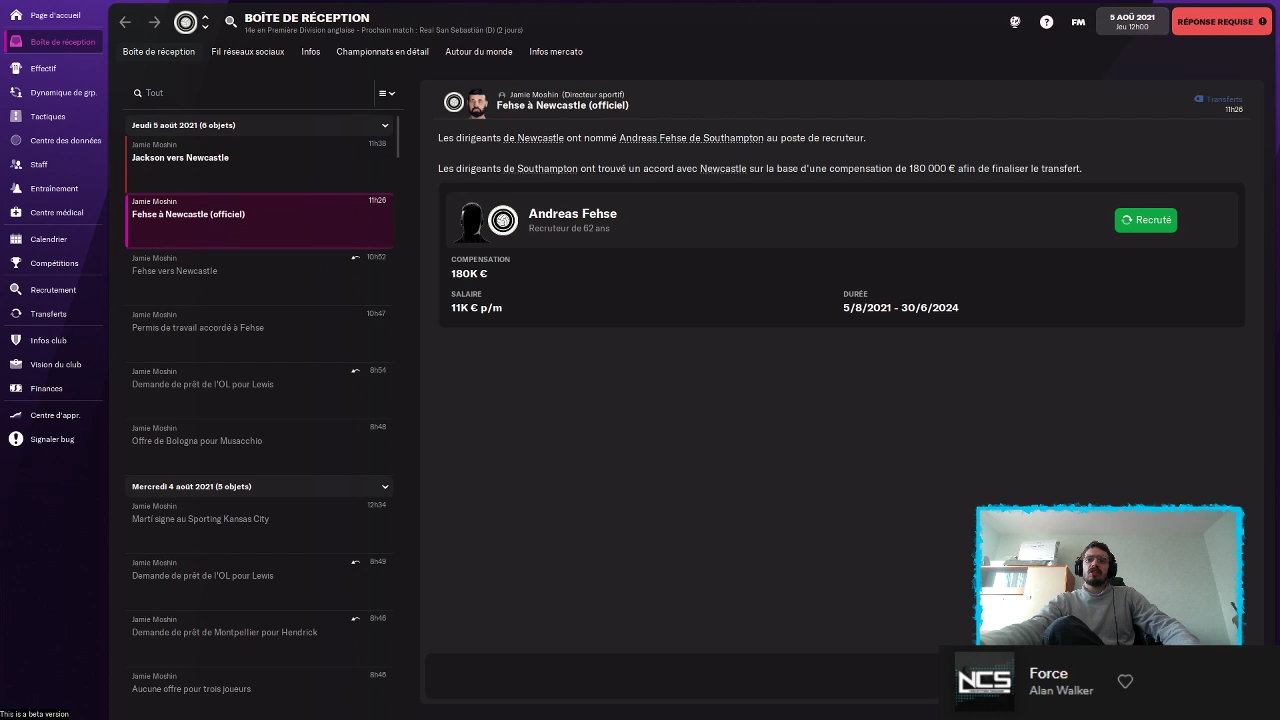 Page d'accueil
Boîte de réception
Effectif
Dynamique de grp.
Tactiques
Centre des données
Staff
Entraînement
Centre médical
Calendrier
Compétitions
Recrutement
Transferts
Infos club
Vision du club
Finances
Centre d'appr.
Signaler bug
This is a beta version
BOÎTE DE RÉCEPTION
14e en Première Division anglaise - Prochain match : Real San Sebastián (D) (2 jours)
FM
5 AOÛ 2021
Jeu 12h00
RÉPONSE REQUISE
Boîte de réception
Fil réseaux sociaux
Infos
Championnats en détail
Autour du monde
Infos mercato
Tout
Jeudi 5 août 2021 (6 objets)
Jamie Moshin 11h38
Jackson vers Newcastle
Jamie Moshin 11h26
Fehse à Newcastle (officiel)
Jamie Moshin 10h52
Fehse vers Newcastle
Jamie Moshin 10h47
Permis de travail accordé à Fehse
Jamie Moshin 8h54
Demande de prêt de l'OL pour Lewis
Jamie Moshin 8h48
Offre de Bologna pour Musacchio
Mercredi 4 août 2021 (5 objets)
Jamie Moshin 12h34
Martí signe au Sporting Kansas City
Jamie Moshin 8h49
Demande de prêt de l'OL pour Lewis
Jamie Moshin 8h46
Demande de prêt de Montpellier pour Hendrick
Jamie Moshin 8h46
Aucune offre pour trois joueurs
Jamie Moshin (Directeur sportif)
Fehse à Newcastle (officiel)
Transferts
11h26
Les dirigeants de Newcastle ont nommé Andreas Fehse de Southampton au poste de recruteur.
Les dirigeants de Southampton ont trouvé un accord avec Newcastle sur la base d'une compensation de 180 000 € afin de finaliser le transfert.
Andreas Fehse
Recruteur de 62 ans
Recruté
COMPENSATION
180K €
SALAIRE
11K € p/m
DURÉE
5/8/2021 - 30/6/2024
NCS
Force
Alan Walker